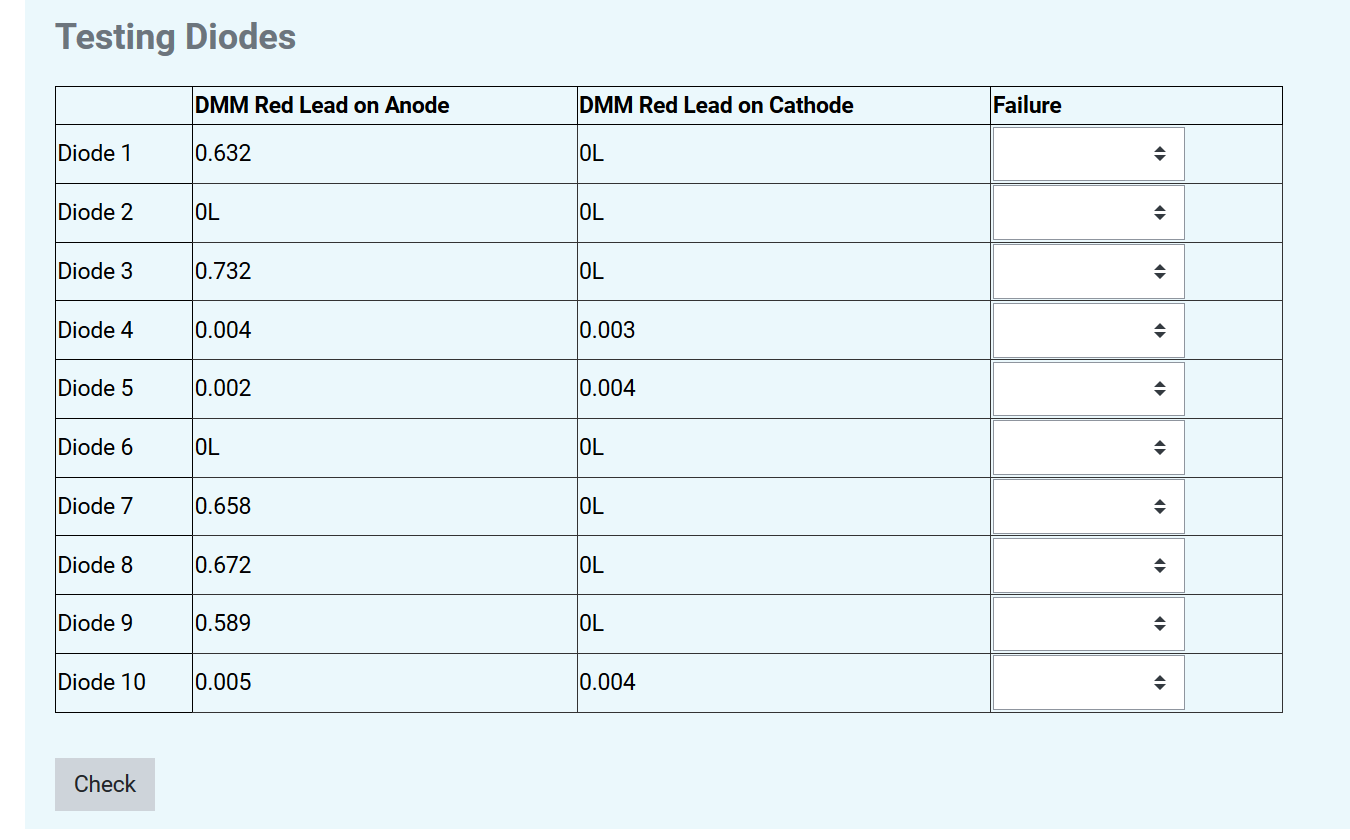 Testing Diodes
DMM Red Lead on Anode DMM Red Lead on Cathode Failure
Diode 1 0.632 0L
Diode 2 0L 0L
Diode 3 0.732 0L
Diode 4 0.004 0.003
Diode 5 0.002 0.004
Diode 6 0L 0L
Diode 7 0.658 0L
Diode 8 0.672 0L
Diode 9 0.589 0L
Diode 10 0.005 0.004
Check